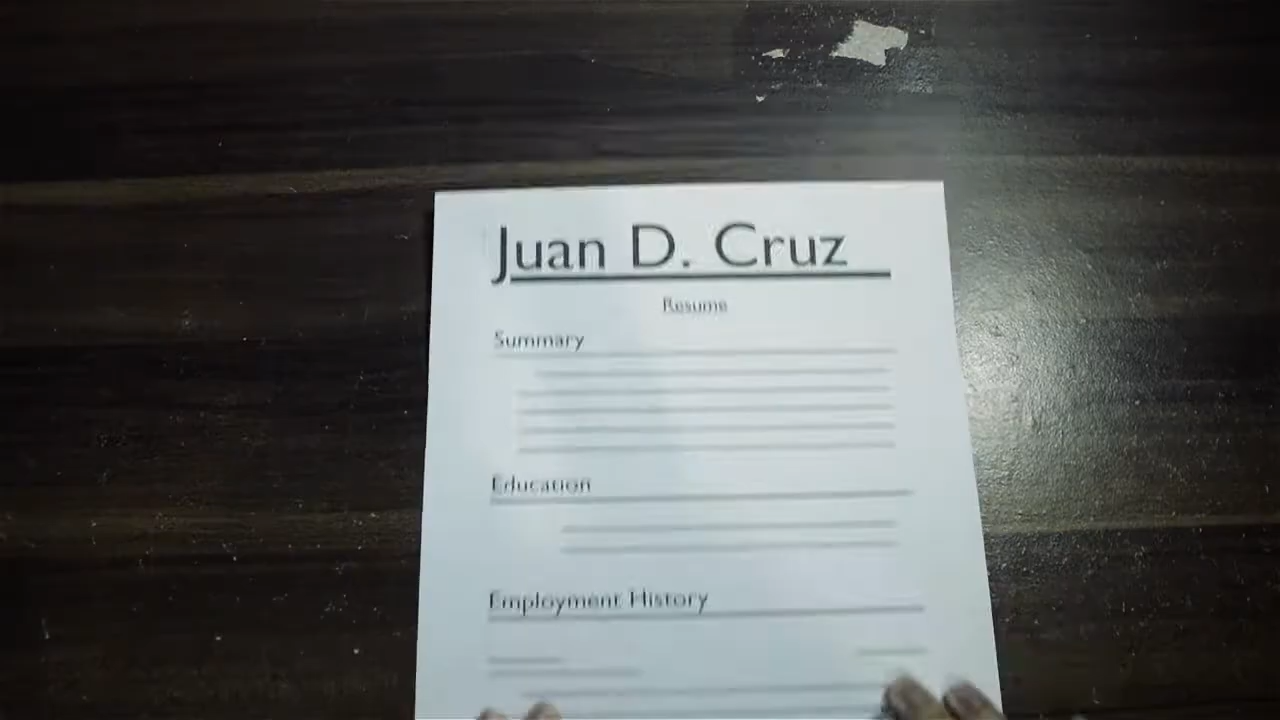 Juan D. Cruz
Resume
Summary
Education
Employment History